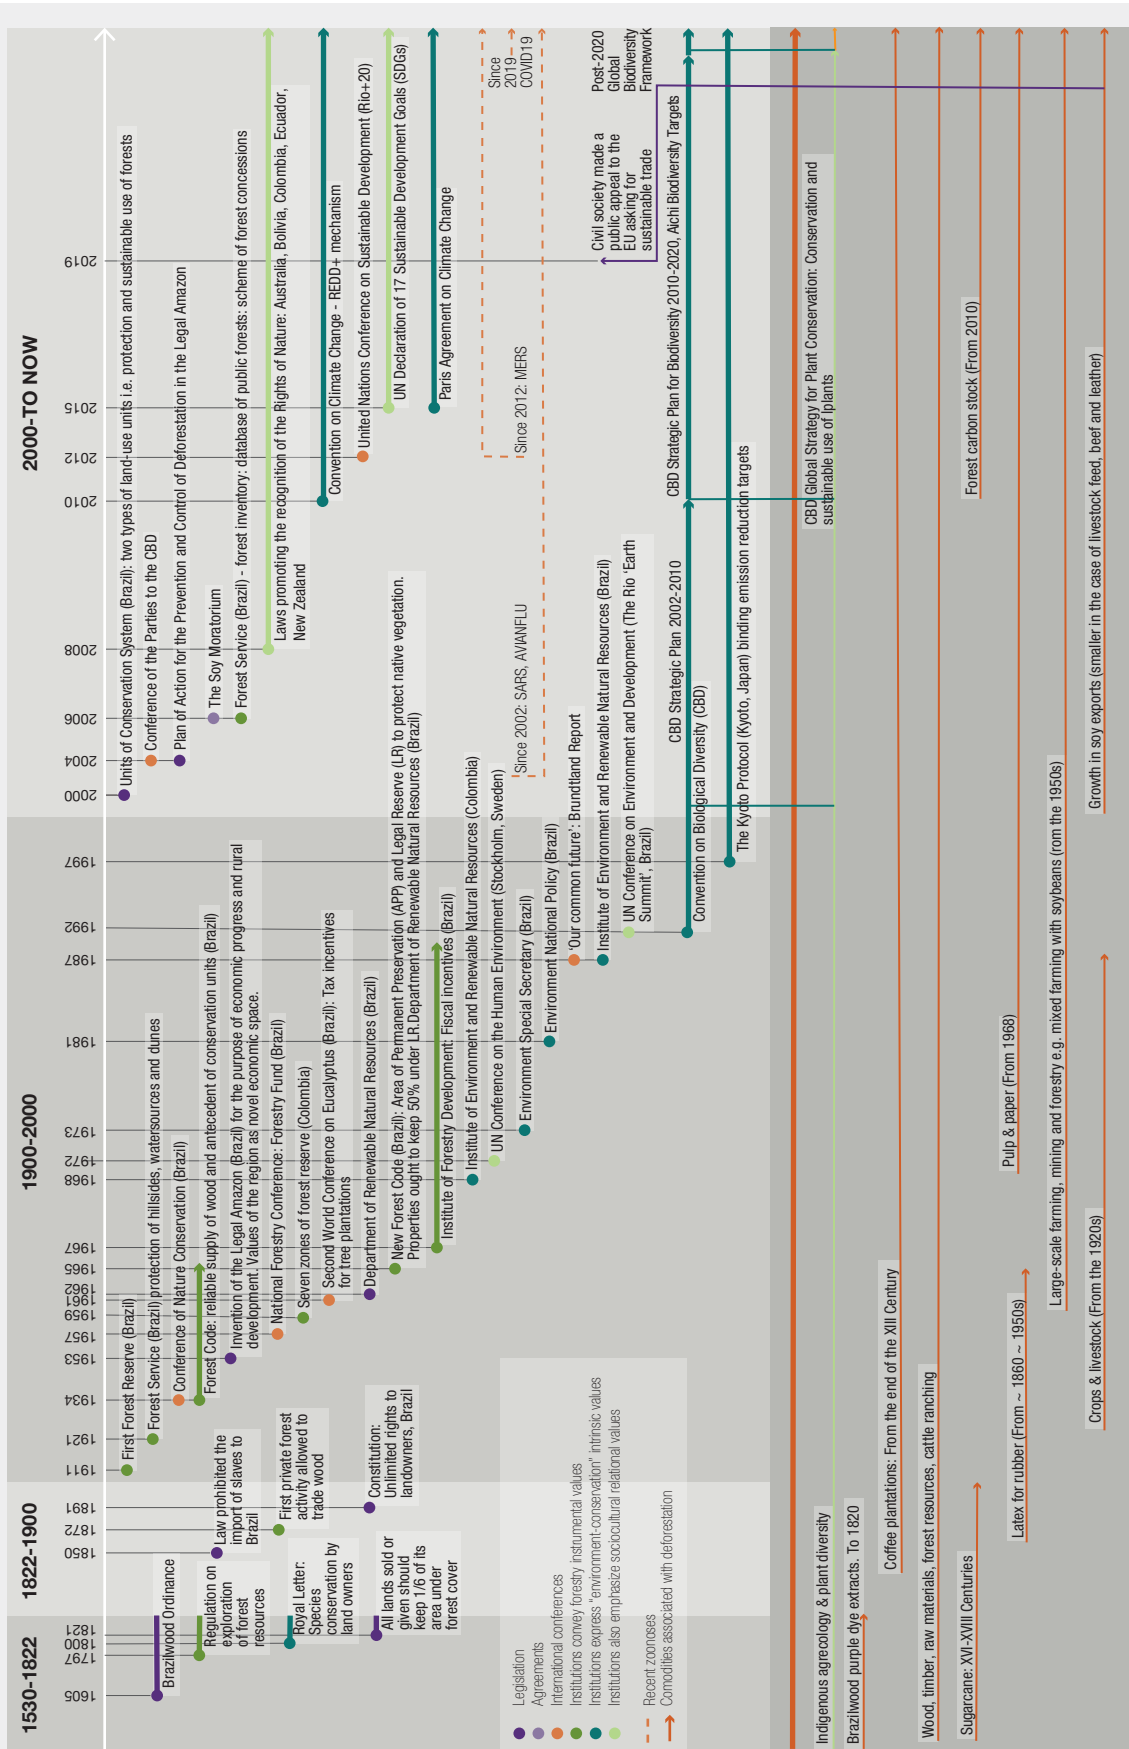 1530-1822
1822-1900
1900-2000
2000-TO NOW
1605
1797
1800
1821
1850
1872
1891
1911
1921
1934
1953
1957
1959
1961
1962
1965
1967
1968
1972
1973
1981
1987
1992
1997
2000
2004
2006
2008
2010
2012
2015
2019
Brazilwood Ordinance
Regulation on
exploration
of forest
resources
Royal Letter:
Species
conservation by
land owners
All lands sold or
given should
keep 1/6 of its
area under
forest cover
Law prohibited the
import of slaves to
Brazil
First private forest
activity allowed to
trade wood
Constitution:
Unlimited rights to
landowners, Brazil
First Forest Reserve (Brazil)
Forest Service (Brazil) protection of hillsides, watersources and dunes
Conference of Nature Conservation (Brazil)
Forest Code: reliable supply of wood and antecedent of conservation units (Brazil)
Invention of the Legal Amazon (Brazil) for the purpose of economic progress and rural
development. Values of the region as novel economic space.
National Forestry Conference: Forestry Fund (Brazil)
Seven zones of forest reserve (Colombia)
Second World Conference on Eucalyptus (Brazil): Tax incentives
for tree plantations
Department of Renewable Natural Resources (Brazil)
New Forest Code (Brazil): Area of Permanent Preservation (APP) and Legal Reserve (LR) to protect native vegetation.
Properties ought to keep 50% under LR.Department of Renewable Natural Resources (Brazil)
Institute of Forestry Development: Fiscal incentives (Brazil)
Institute of Environment and Renewable Natural Resources (Colombia)
UN Conference on the Human Environment (Stockholm, Sweden)
Environment Special Secretary (Brazil)
Environment National Policy (Brazil)
'Our common future': Brundtland Report
Institute of Environment and Renewable Natural Resources (Brazil)
UN Conference on Environment and Development (The Rio 'Earth
Summit', Brazil)
Convention on Biological Diversity (CBD)
The Kyoto Protocol (Kyoto, Japan) binding emission reduction targets
Units of Conservation System (Brazil): two types of land-use units i.e. protection and sustainable use of forests
Conference of the Parties to the CBD
Plan of Action for the Prevention and Control of Deforestation in the Legal Amazon
The Soy Moratorium
Forest Service (Brazil) - forest inventory: database of public forests: scheme of forest concessions
Laws promoting the recognition of the Rights of Nature: Australia, Bolivia, Colombia, Ecuador,
New Zealand
Convention on Climate Change - REDD+ mechanism
United Nations Conference on Sustainable Development (Rio+20)
UN Declaration of 17 Sustainable Development Goals (SDGs)
Paris Agreement on Climate Change
Since 2002: SARS, AVIANFLU
Since 2012: MERS
Since
2019
COVID19
Civil society made a
public appeal to the
EU asking for
sustainable trade
Post-2020
Global
Biodiversity
Framework
CBD Strategic Plan 2002-2010
CBD Strategic Plan for Biodiversity 2010-2020, Aichi Biodiversity Targets
CBD Global Strategy for Plant Conservation: Conservation and
sustainable use of lplants
Legislation
Agreements
International conferences
Institutions convey forestry instrumental values
Institutions express "environment-conservation" intrinsic values
Institutions also emphasize sociocultural relational values
Recent zoonoses
Comodities associated with deforestation
Indigenous agrecology & plant diversity
Brazilwood purple dye extracts. To 1820
Coffee plantations: From the end of the XIII Century
Wood, timber, raw materials, forest resources, cattle ranching
Sugarcane: XVI-XVIII Centuries
Forest carbon stock (From 2010)
Latex for rubber (From ~ 1860 ~ 1950s)
Pulp & paper (From 1968)
Large-scale farming, mining and forestry e.g. mixed farming with soybeans (rom the 1950s)
Crops & livestock (From the 1920s)
Growth in soy exports (smaller in the case of livestock feed, beef and leather)